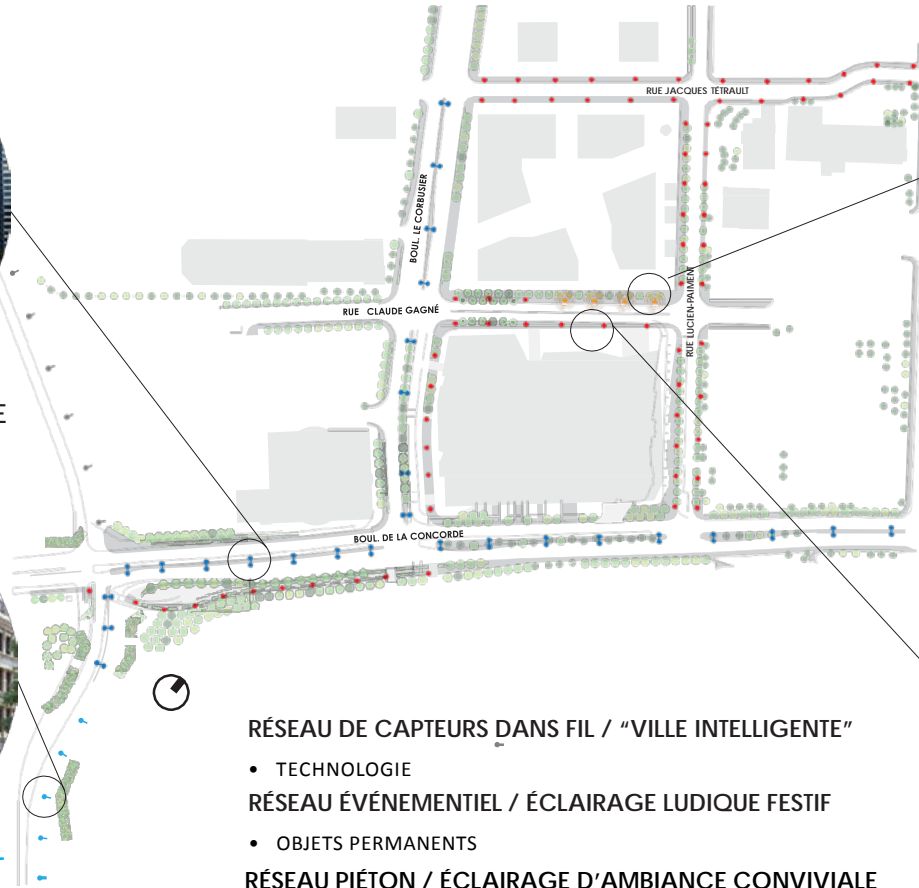 RUE JACQUES TÉTRAULT
BOUL. LE CORBUSIER
RUE CLAUDE GAGNÉ
RUE LUCIEN-PAIMENT
E
BOUL. DE LA CONCORDE
RÉSEAU DE CAPTEURS DANS FIL / “VILLE INTELLIGENTE”
• TECHNOLOGIE
RÉSEAU ÉVÉNEMENTIEL / ÉCLAIRAGE LUDIQUE FESTIF
• OBJETS PERMANENTS
RÉSEAU PIÉTON / ÉCLAIRAGE D'AMBIANCE CONVIVIALE